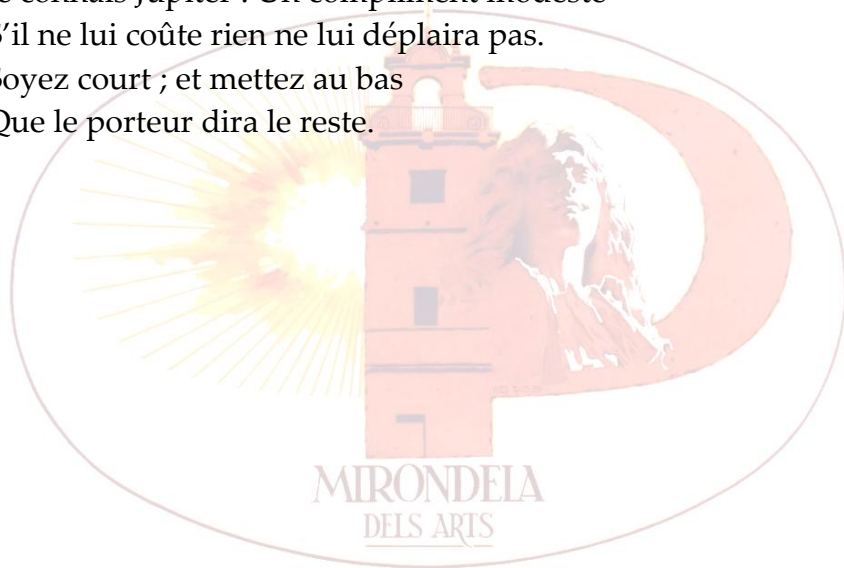 connais Jupiter : Un compliment modeste
S'il ne lui coûte rien ne lui déplaira pas.
Soyez court ; et mettez au bas
Que le porteur dira le reste.
MIRONDELA
DELS ARTS